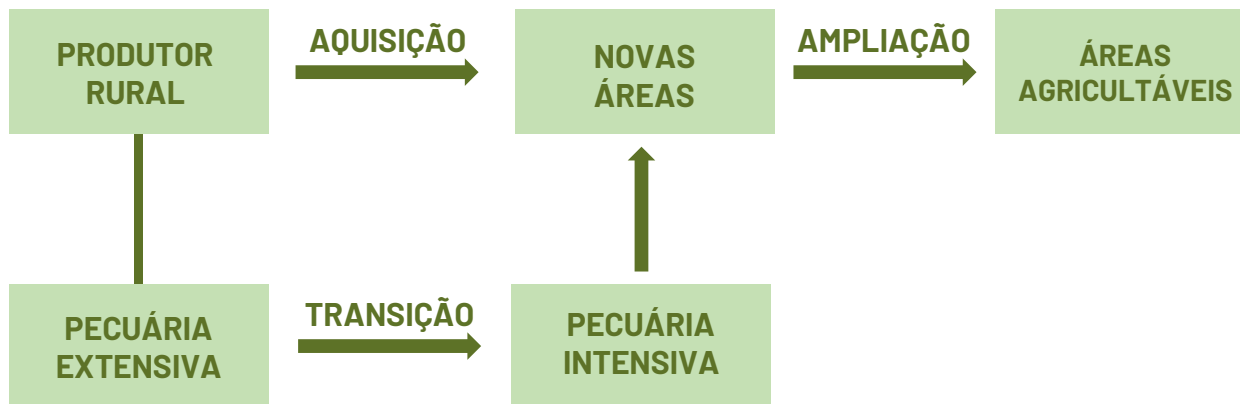 PRODUTOR
RURAL
AQUISIÇÃO
NOVAS
ÁREAS
AMPLIAÇÃO
ÁREAS
AGRICULTÁVEIS
PECUÁRIA
EXTENSIVA
TRANSIÇÃO
PECUÁRIA
INTENSIVA